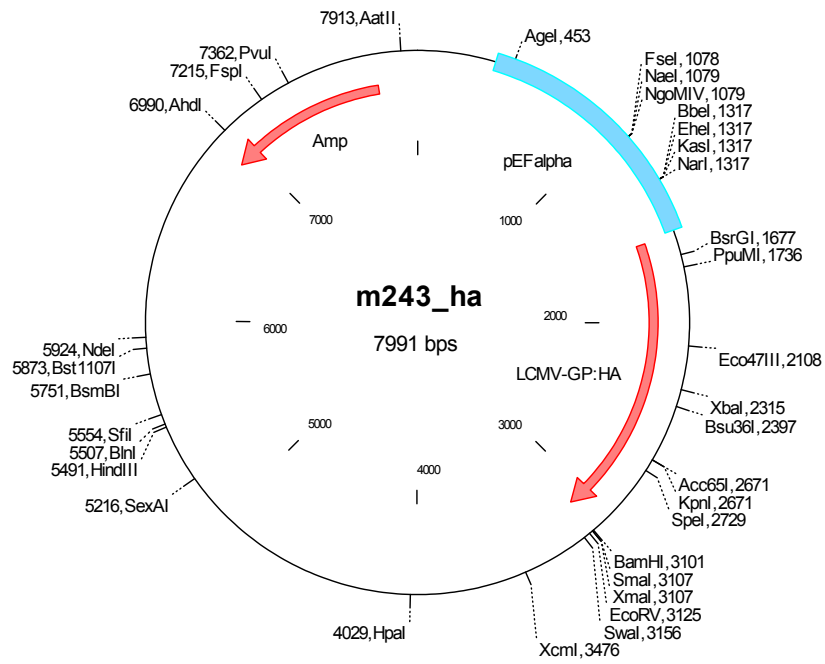 7913,AatII
AgeI,453
7362,PvuI
7215,FspI
6990,AhdI
FseI,1078
NaeI,1079
NgoMIV,1079
BbeI,1317
EheI,1317
KasI,1317
NarI,1317
Amp
pEFalpha
7000
1000
BsrGI,1677
PpuMI,1736
m243_ha
7991 bps
6000
2000
5924,NdeI
5873,Bst1107I
5751,BsmBI
Eco47III,2108
LCMV-GP:HA
XbaI,2315
Bsu36I,2397
5554,SfiI
5507,BlnI
5491,HindIII
5000
3000
5216,SexAI
4000
Acc65I,2671
KpnI,2671
SpeI,2729
BamHI,3101
SmaI,3107
XmaI,3107
EcoRV,3125
SwaI,3156
4029,HpaI
XcmI,3476